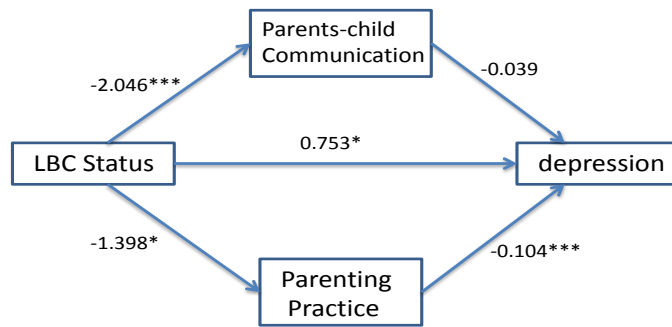 Parents-child
Communication
-2.046***
-0.039
0.753*
LBC Status
depression
-1.398*
-0.104***
Parenting
Practice